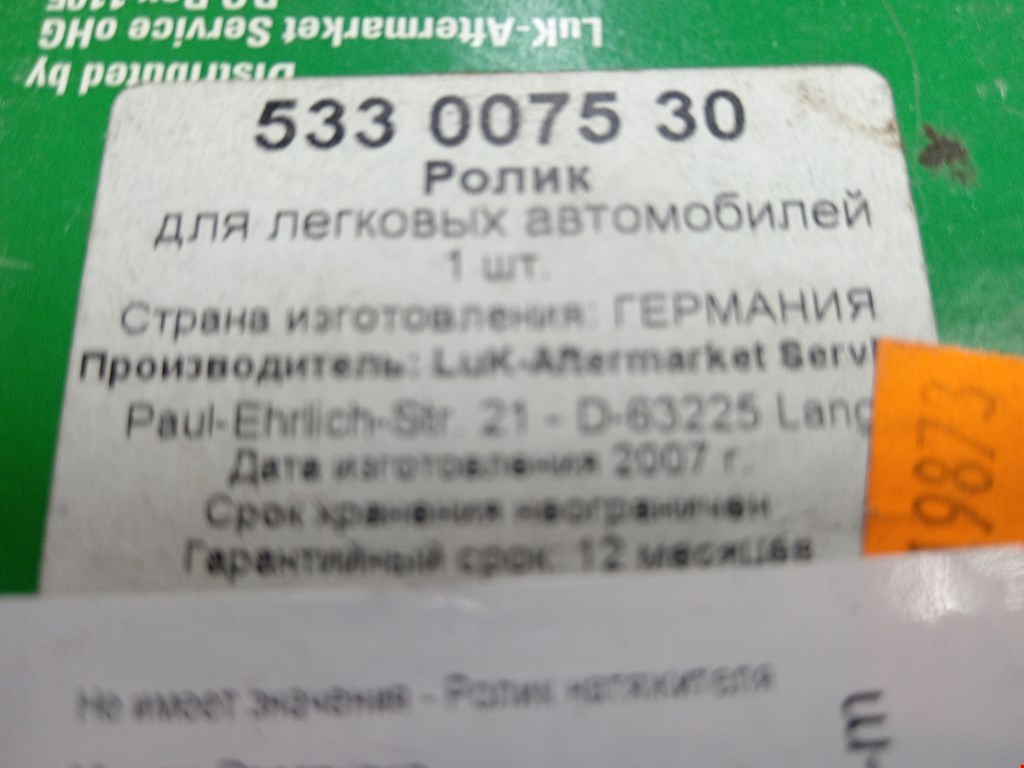 LuK-Aftermarket Service oHG
Distributed by
533 0075 30
Ролик
для легковых автомобилей
1 шт.
Страна изготовления: ГЕРМАНИЯ
Производитель: LuK-Aftermarket Servi
Paul-Ehrlich-Str. 21 - D-63225 Lang
Дата изготовления 2007 г.
Срок хранения неограничен
Гарантийный срок: 12 месяцев
19873
Не имеет значения - Ролик натяжителя